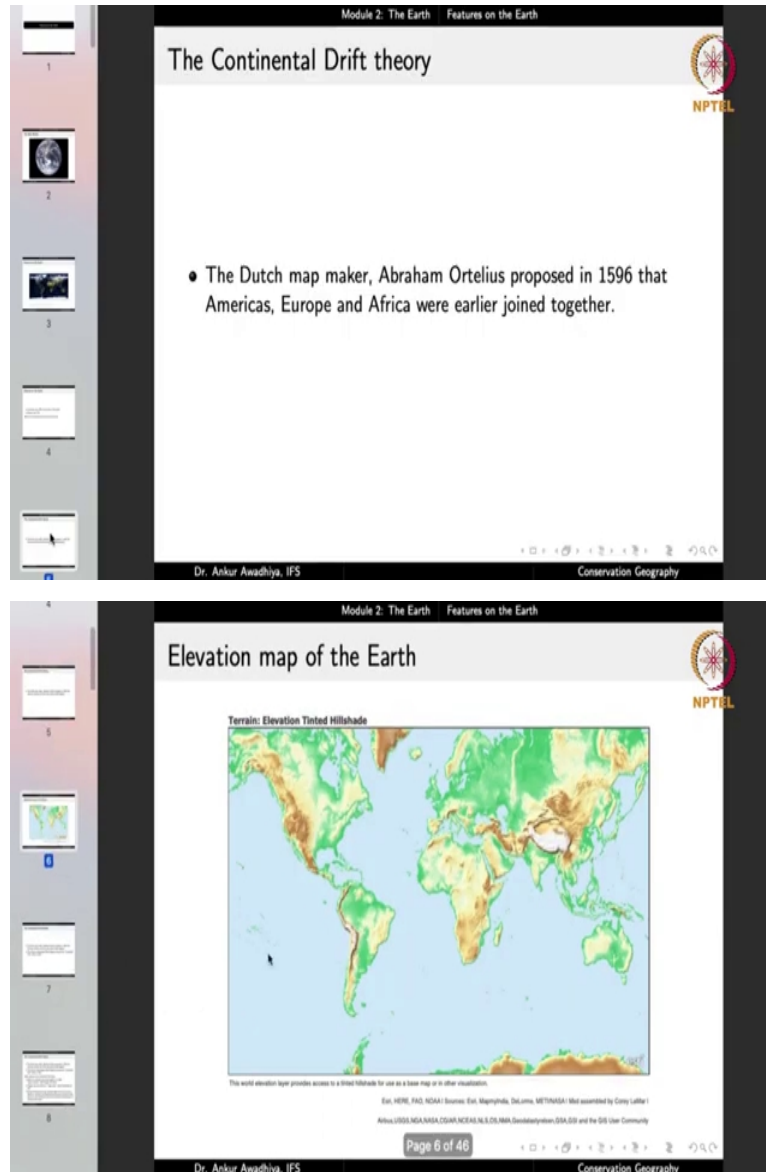 Module 2: The Earth Features on the Earth
The Continental Drift theory
NPTEL
• The Dutch map maker, Abraham Ortelius proposed in 1596 that
Americas, Europe and Africa were earlier joined together.
1
2
3
4
Dr. Ankur Awadhiya, IFS Conservation Geography
4
Module 2: The Earth Features on the Earth
Elevation map of the Earth
NPTEL
Terrain: Elevation Tinted Hillshade
5
6
7
8
This world elevation layer provides access to a tinted hillshade for use as a base map or in other visualization.
Page 6 of 46
Dr. Ankur Awadhiya, IFS Conservation Geography